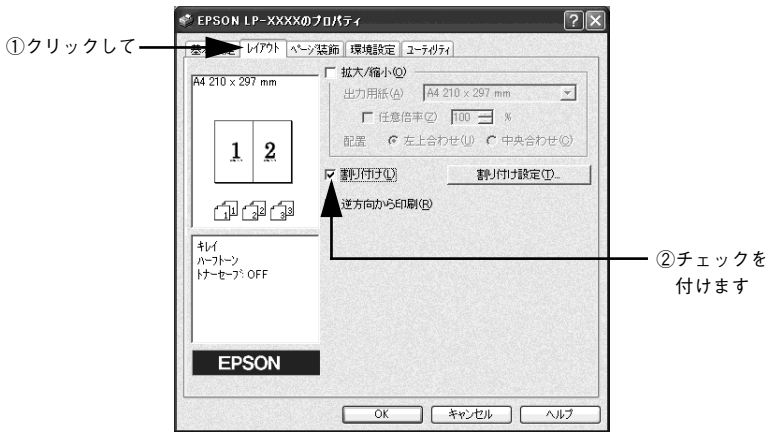 EPSON LP-XXXXのプロパティ
①クリックして
レイアウト ページ装飾 環境設定 ユーティリティ
A4 210 x 297 mm
拡大/縮小(O)
出力用紙(A) A4 210 x 297 mm
任意倍率(Z) 100 %
配置 左上合わせ(U) 中央合わせ(C)
1 2
割り付け(L) 割り付け設定(T)...
逆方向から印刷(R)
1 2 3
キレイ
ハーフトーン
トナーセーブ: OFF
②チェックを
付けます
EPSON
OK キャンセル ヘルプ